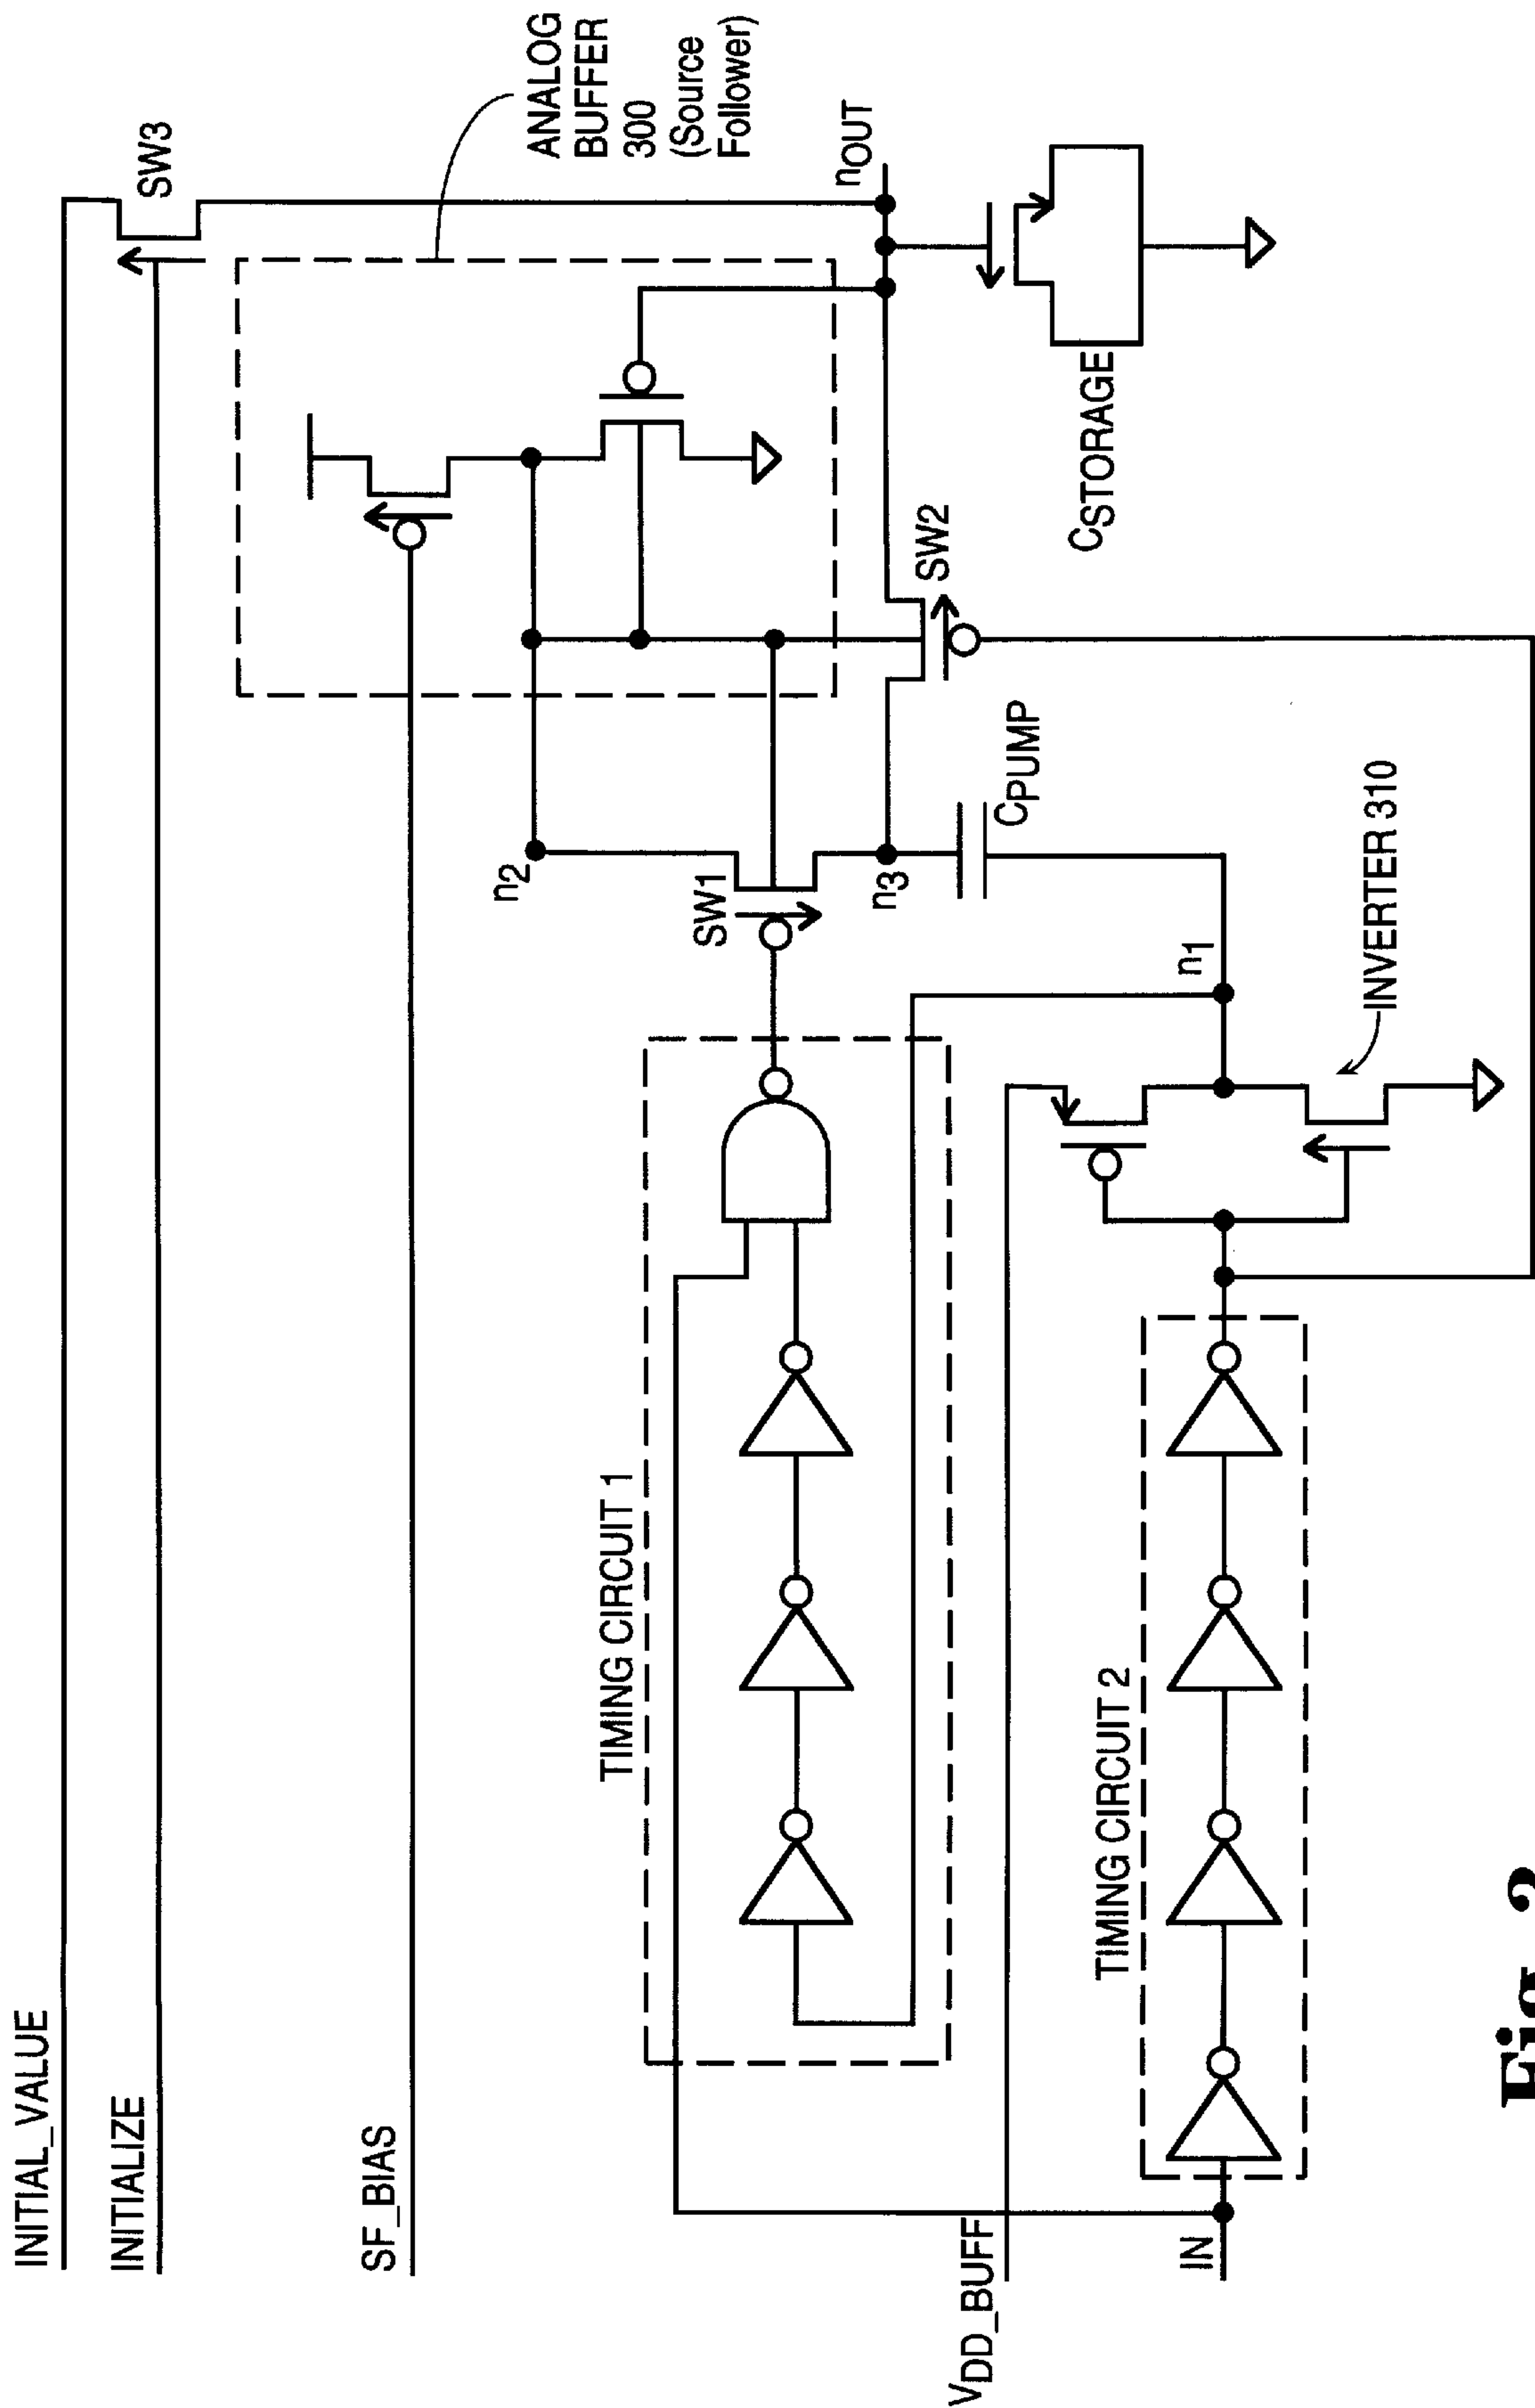 INITIAL_VALUE
INITIALIZE
SF_BIAS
VDD_BUFF
IN
TIMING CIRCUIT 1
TIMING CIRCUIT 2
n1
n2
n3
SW1
SW2
SW3
CPUMP
CSTORAGE
nOUT
INVERTER 310
ANALOG
BUFFER
300
(Source
Follower)